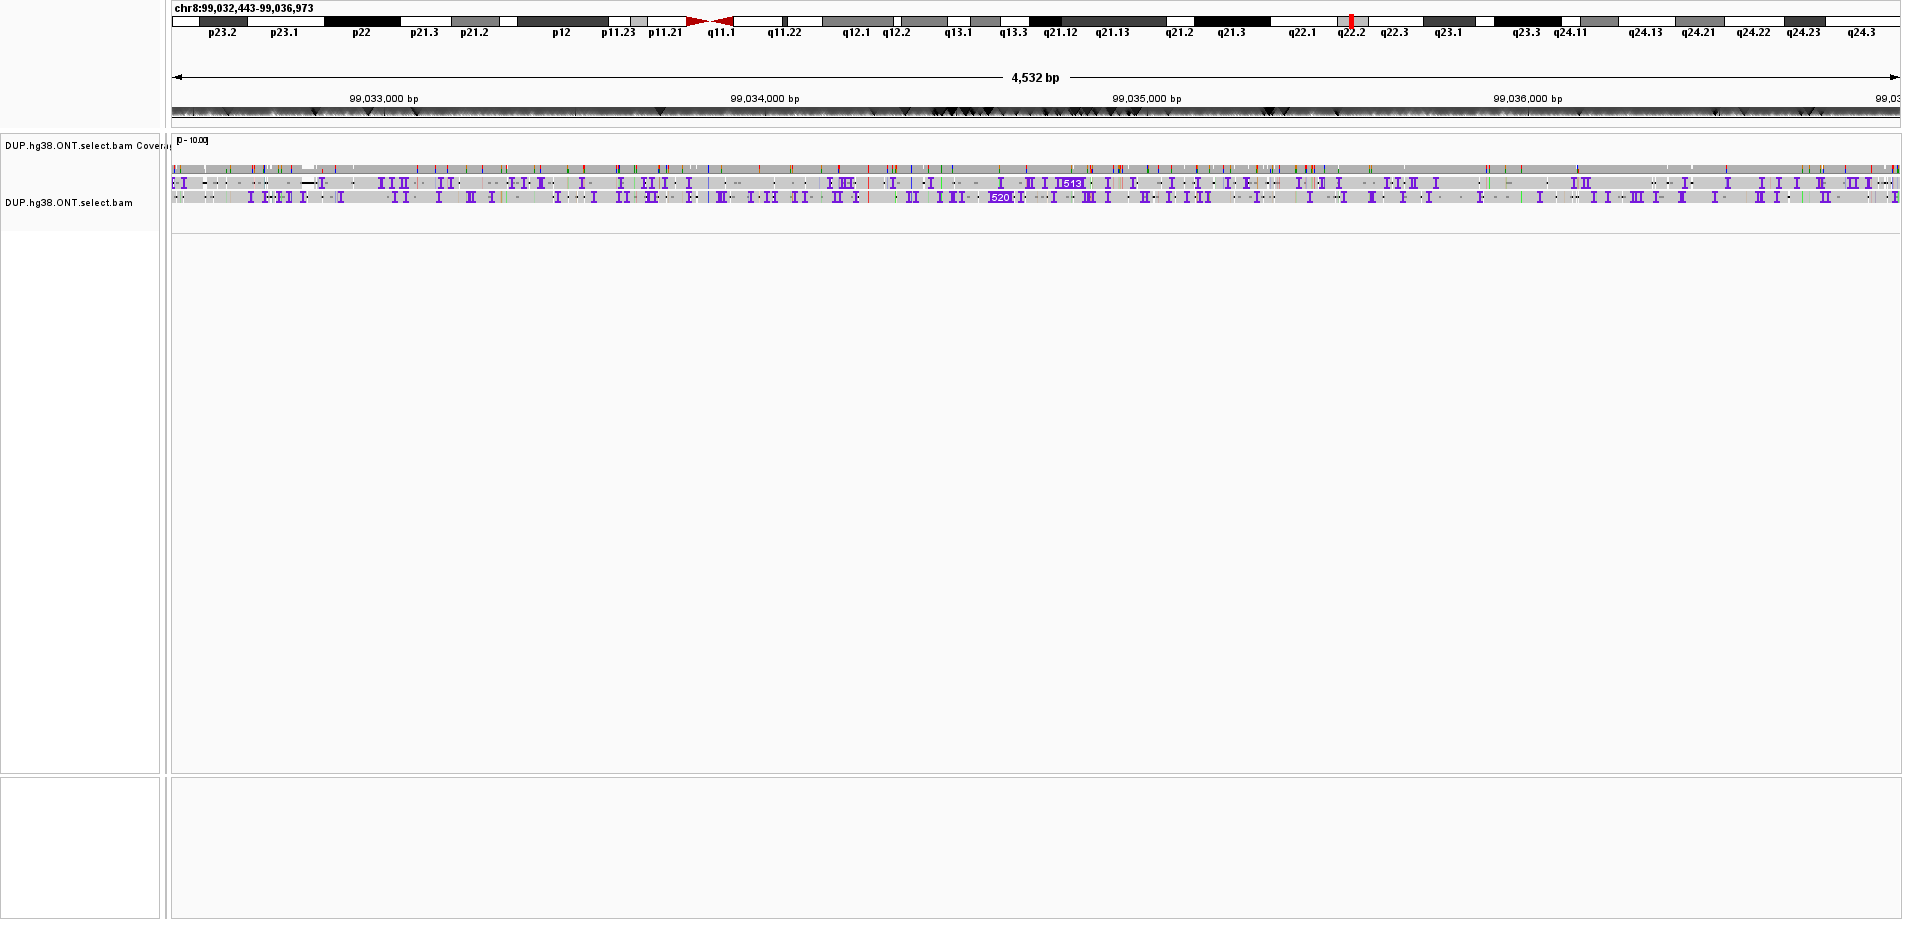 chr8:99,032,443-99,036,973
p23.2 p23.1 p22 p21.3 p21.2 p12 p11.23 p11.21 q11.1 q11.22 q12.1 q12.2 q13.1 q13.3 q21.12 q21.13 q21.2 q21.3 q22.1 q22.2 q22.3 q23.1 q23.3 q24.11 q24.13 q24.21 q24.22 q24.23 q24.3
4,532 bp
99,033,000 bp 99,034,000 bp 99,035,000 bp 99,036,000 bp 99,03
DUP.hg38.ONT.select.bam Coverag
[0 - 10.00]
513
DUP.hg38.ONT.select.bam
520